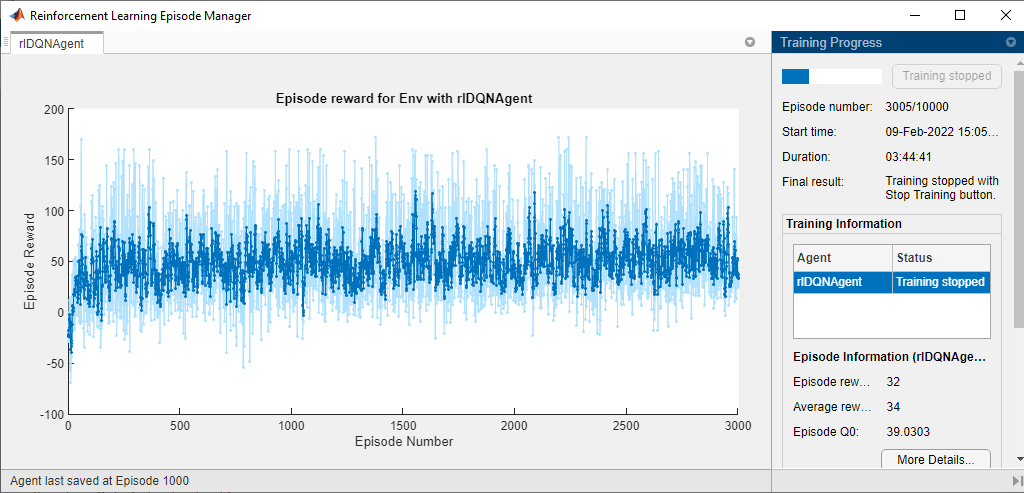 Reinforcement Learning Episode Manager
rlDQNAgent
Training Progress
Training stopped
Episode number: 3005/10000
Start time: 09-Feb-2022 15:05...
Duration: 03:44:41
Final result: Training stopped with
Stop Training button.
Training Information
Agent Status
rlDQNAgent Training stopped
Episode Information (rlDQNAge...
Episode rew... 32
Average rew... 34
Episode Q0: 39.0303
More Details...
Episode reward for Env with rlDQNAgent
Episode Reward
200
150
100
50
0
-50
-100
0 500 1000 1500 2000 2500 3000
Episode Number
Agent last saved at Episode 1000